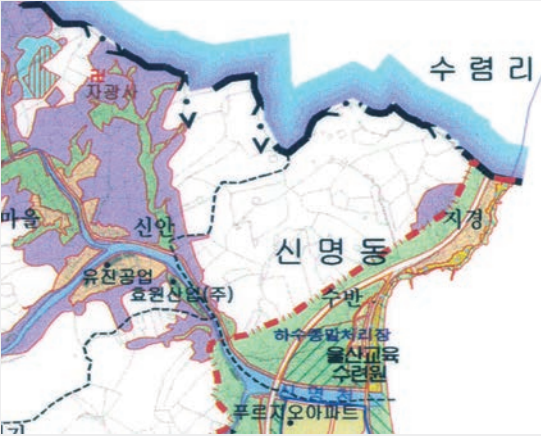 수렴리
자광사
마을
신안
지경
신명동
유진공업
효원산업(주)
수반
하수종말처리장
울산교육
수련원
신명천
푸르지오아파트